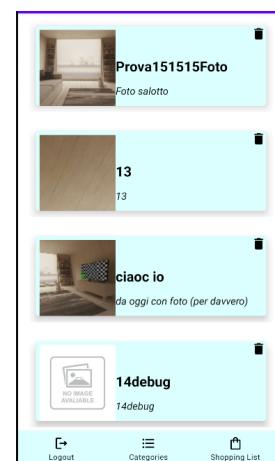 Prova151515Foto
Foto salotto
13
13
ciaoc io
da oggi con foto (per davvero)
NO IMAGE
AVALIABLE
14debug
14debug
Logout
Categories
Shopping List